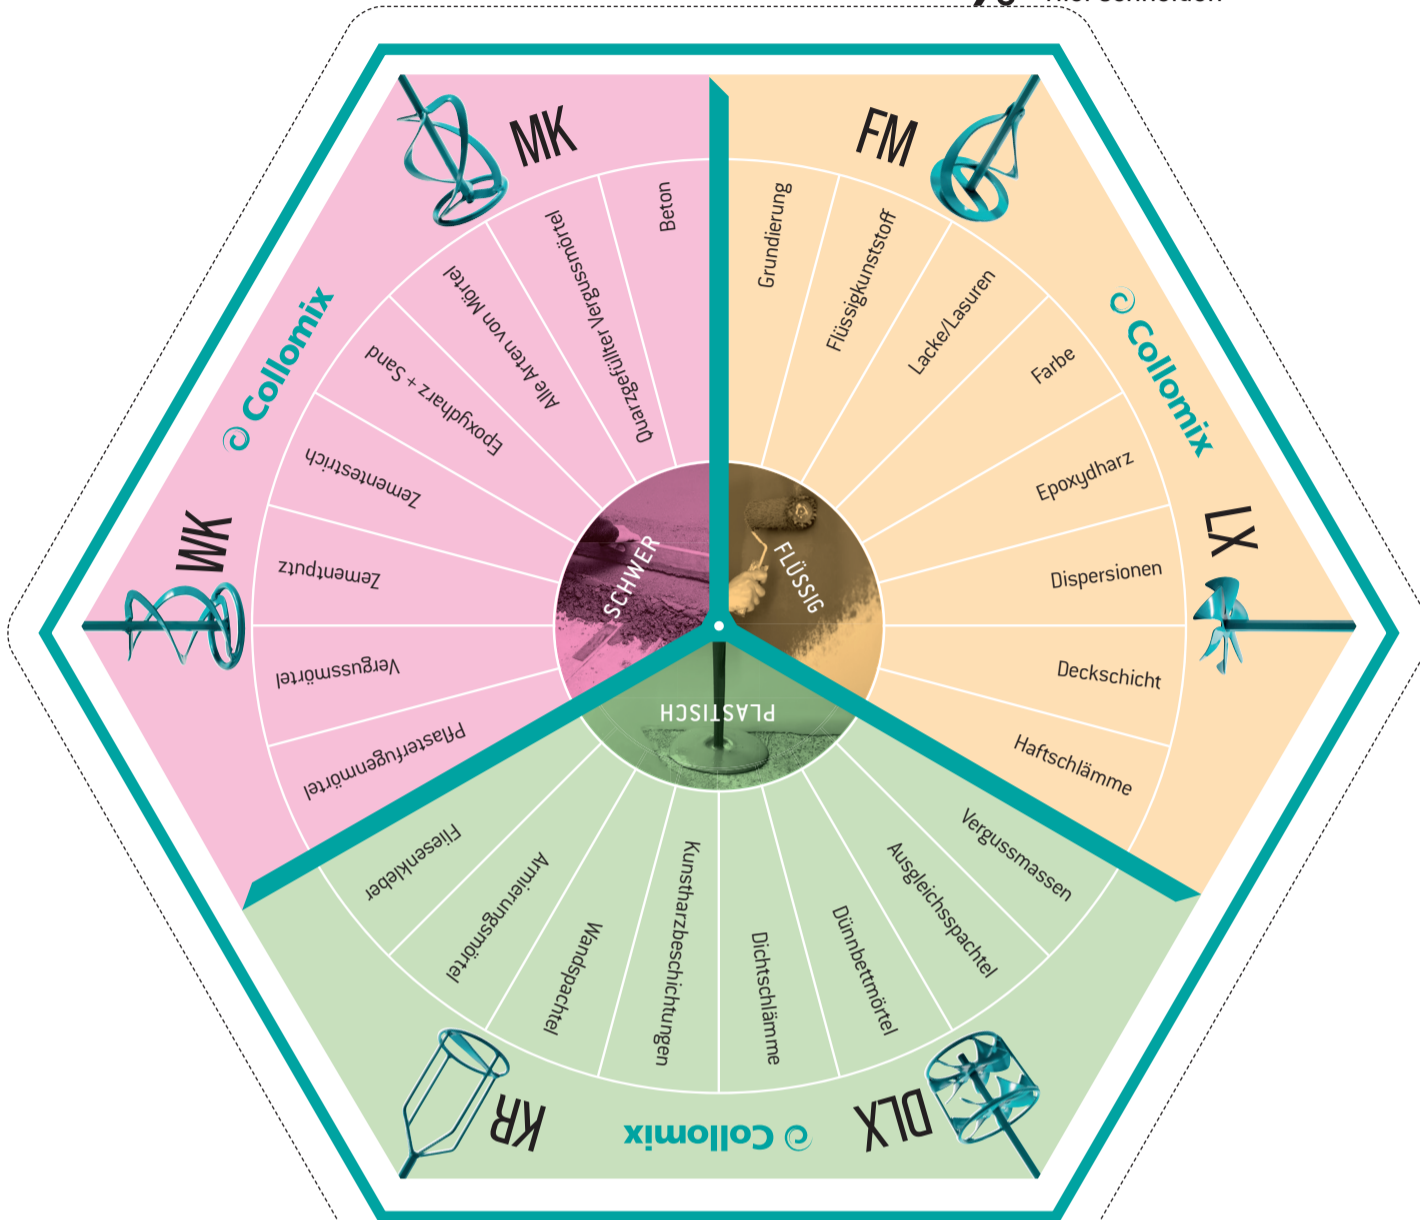 Hier schneiden
MK
Beton
Quarzgefüllter Vergussmörtel
Alle Arten von Mörtel
Epoxydharz + Sand
Zementestrich
Zementputz
Vergussmörtel
Pflasterfugenmörtel
WK
Collomix
SCHWER
FM
Grundierung
Flüssigkunststoff
Lacke/Lasuren
Farbe
Epoxydharz
Dispersionen
Deckschicht
Haftschlämme
LX
Collomix
FLÜSSIG
DLX
Vergussmassen
Ausgleichsspachtel
Dünnbettmörtel
Dichtschlämme
Kunstharzbeschichtungen
Wandspachtel
Armierungsmörtel
Fliesenkleber
KR
Collomix
PLASTISCH